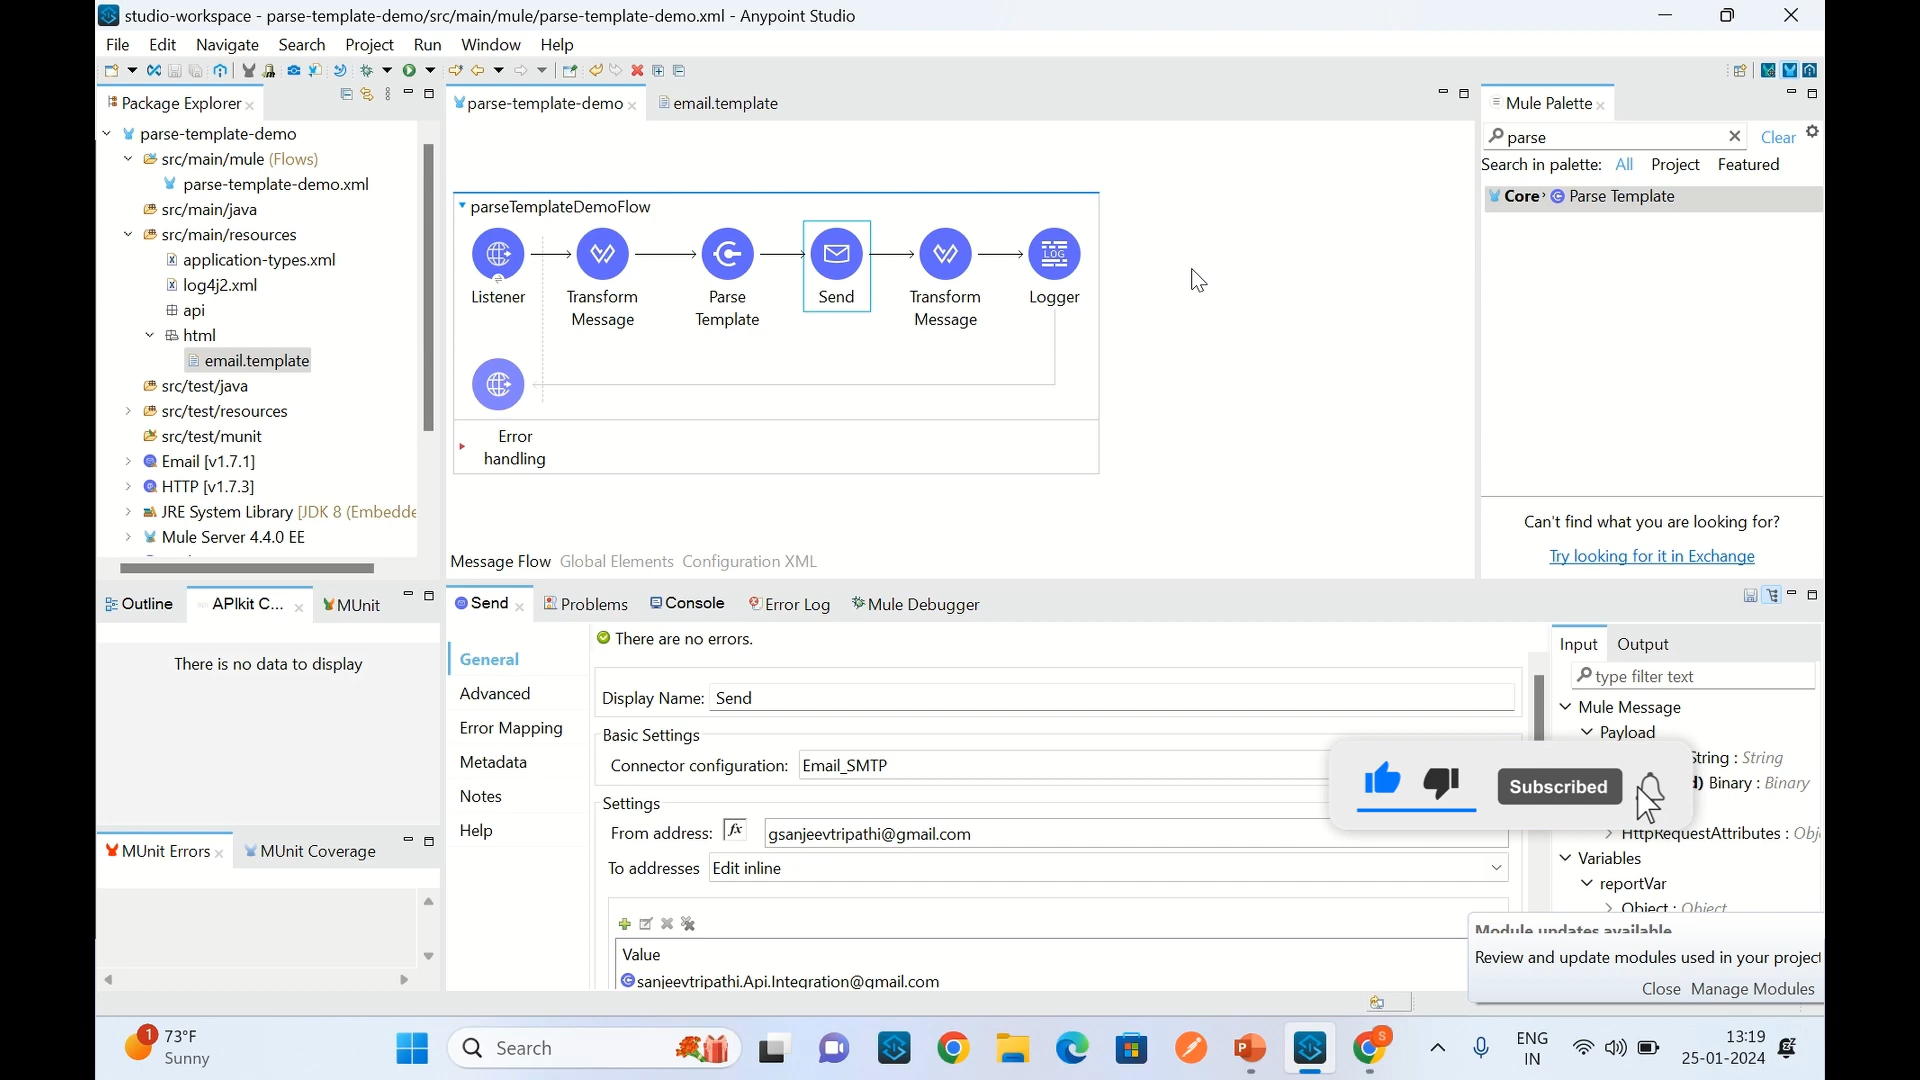 studio-workspace - parse-template-demo/src/main/mule/parse-template-demo.xml - Anypoint Studio
File Edit Navigate Search Project Run Window Help
Package Explorer
parse-template-demo
src/main/mule (Flows)
parse-template-demo.xml
src/main/java
src/main/resources
application-types.xml
log4j2.xml
api
html
email.template
src/test/java
src/test/resources
src/test/munit
Email [v1.7.1]
HTTP [v1.7.3]
JRE System Library [JDK 8 (Embedde
Mule Server 4.4.0 EE
parse-template-demo email.template
parseTemplateDemoFlow
Listener
Transform
Message
Parse
Template
Send
Transform
Message
LOG
Logger
Error
handling
Message Flow Global Elements Configuration XML
Mule Palette
parse
Clear
Search in palette: All Project Featured
Core Parse Template
Can't find what you are looking for?
Try looking for it in Exchange
Outline APIkit C... MUnit
There is no data to display
MUnit Errors MUnit Coverage
Send Problems Console Error Log Mule Debugger
There are no errors.
General
Advanced
Error Mapping
Metadata
Notes
Help
Display Name: Send
Basic Settings
Connector configuration: Email_SMTP
Settings
From address: fx gsanjeevtripathi@gmail.com
To addresses Edit inline
Value
sanjeevtripathi.Api.Integration@gmail.com
Input Output
type filter text
Mule Message
Payload
String : String
Binary : Binary
HttpRequestAttributes : Obj
Variables
reportVar
Object : Object
Subscribed
Module updates available
Review and update modules used in your project
Close Manage Modules
1
73°F
Sunny
Search
S
ENG
IN
13:19
25-01-2024